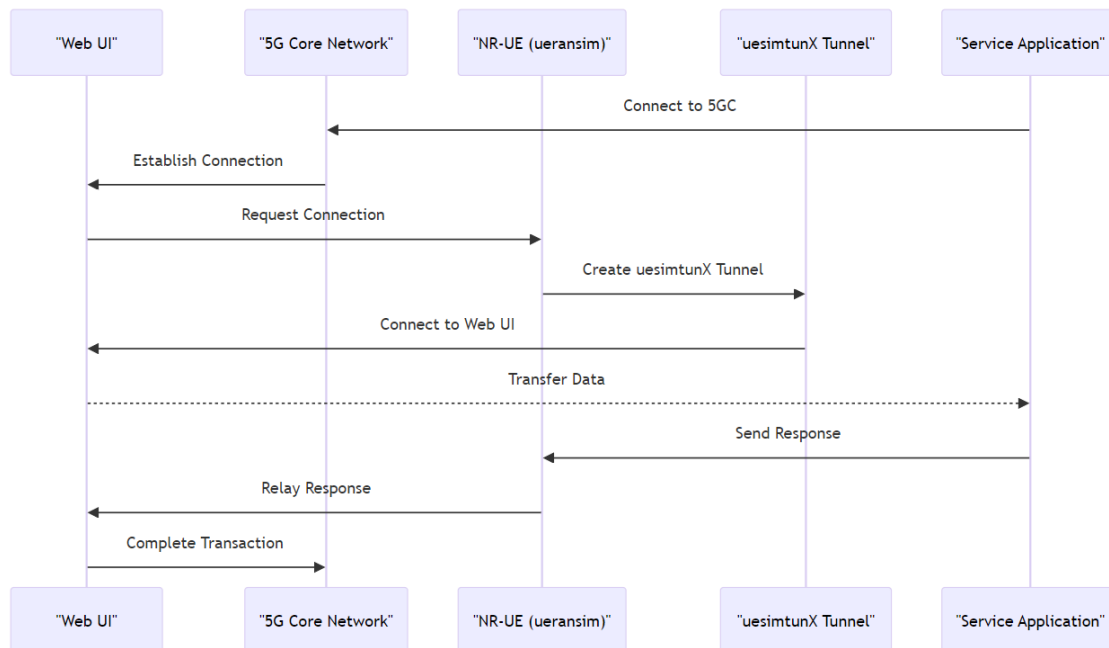 "Web UI"
"5G Core Network"
"NR-UE (ueransim)"
"uesimtunX Tunnel"
"Service Application"
Connect to 5GC
Establish Connection
Request Connection
Create uesimtunX Tunnel
Connect to Web UI
Transfer Data
Send Response
Relay Response
Complete Transaction
"Web UI"
"5G Core Network"
"NR-UE (ueransim)"
"uesimtunX Tunnel"
"Service Application"